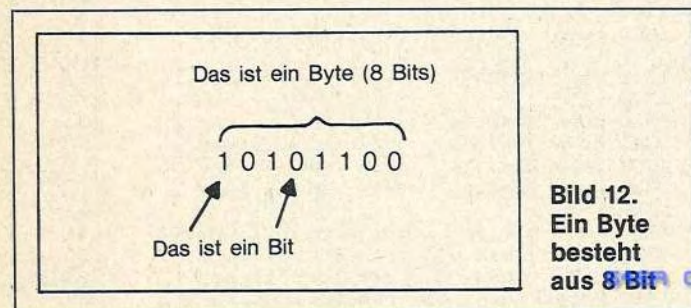 Das ist ein Byte (8 Bits)
1 0 1 0 1 1 0 0
Das ist ein Bit
Bild 12.
Ein Byte
besteht
aus 8 Bit